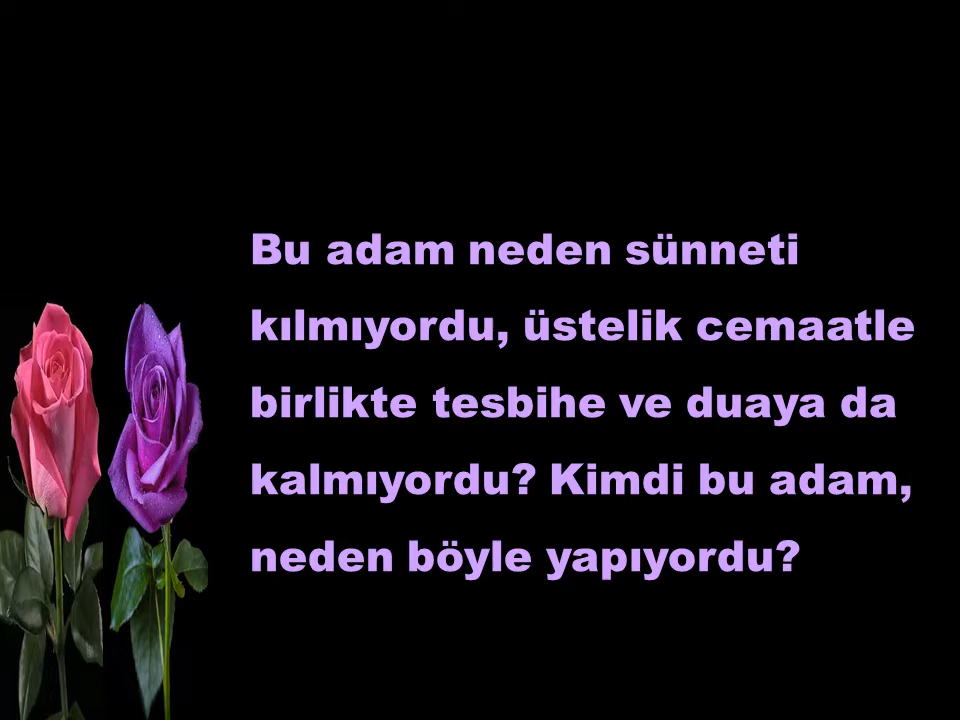 Bu adam neden sünneti
kılmıyordu, üstelik cemaatle
birlikte tesbihe ve duaya da
kalmıyordu? Kimdi bu adam,
neden böyle yapıyordu?